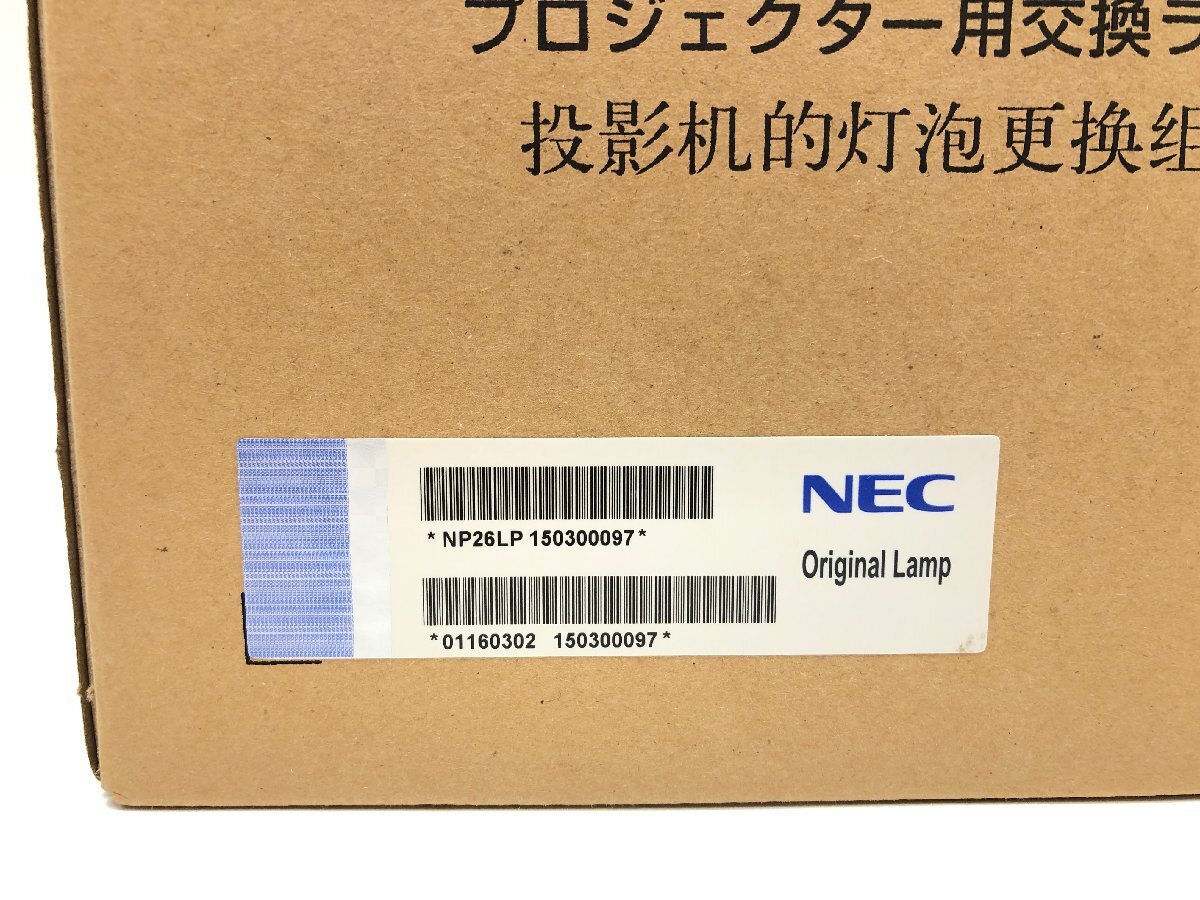 プロジェクター用交換ラ
投影机的灯泡更换组
NEC
*NP26LP 150300097*
Original Lamp
*01160302 150300097*